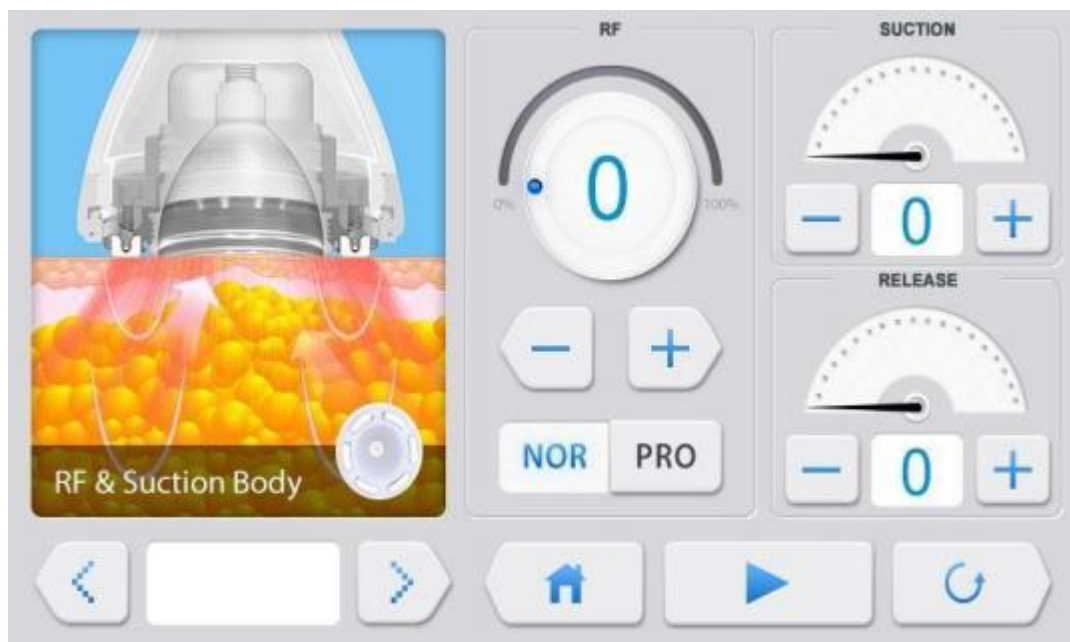 RF
0
0%
100%
NOR PRO
SUCTION
0
RELEASE
0
RF & Suction Body